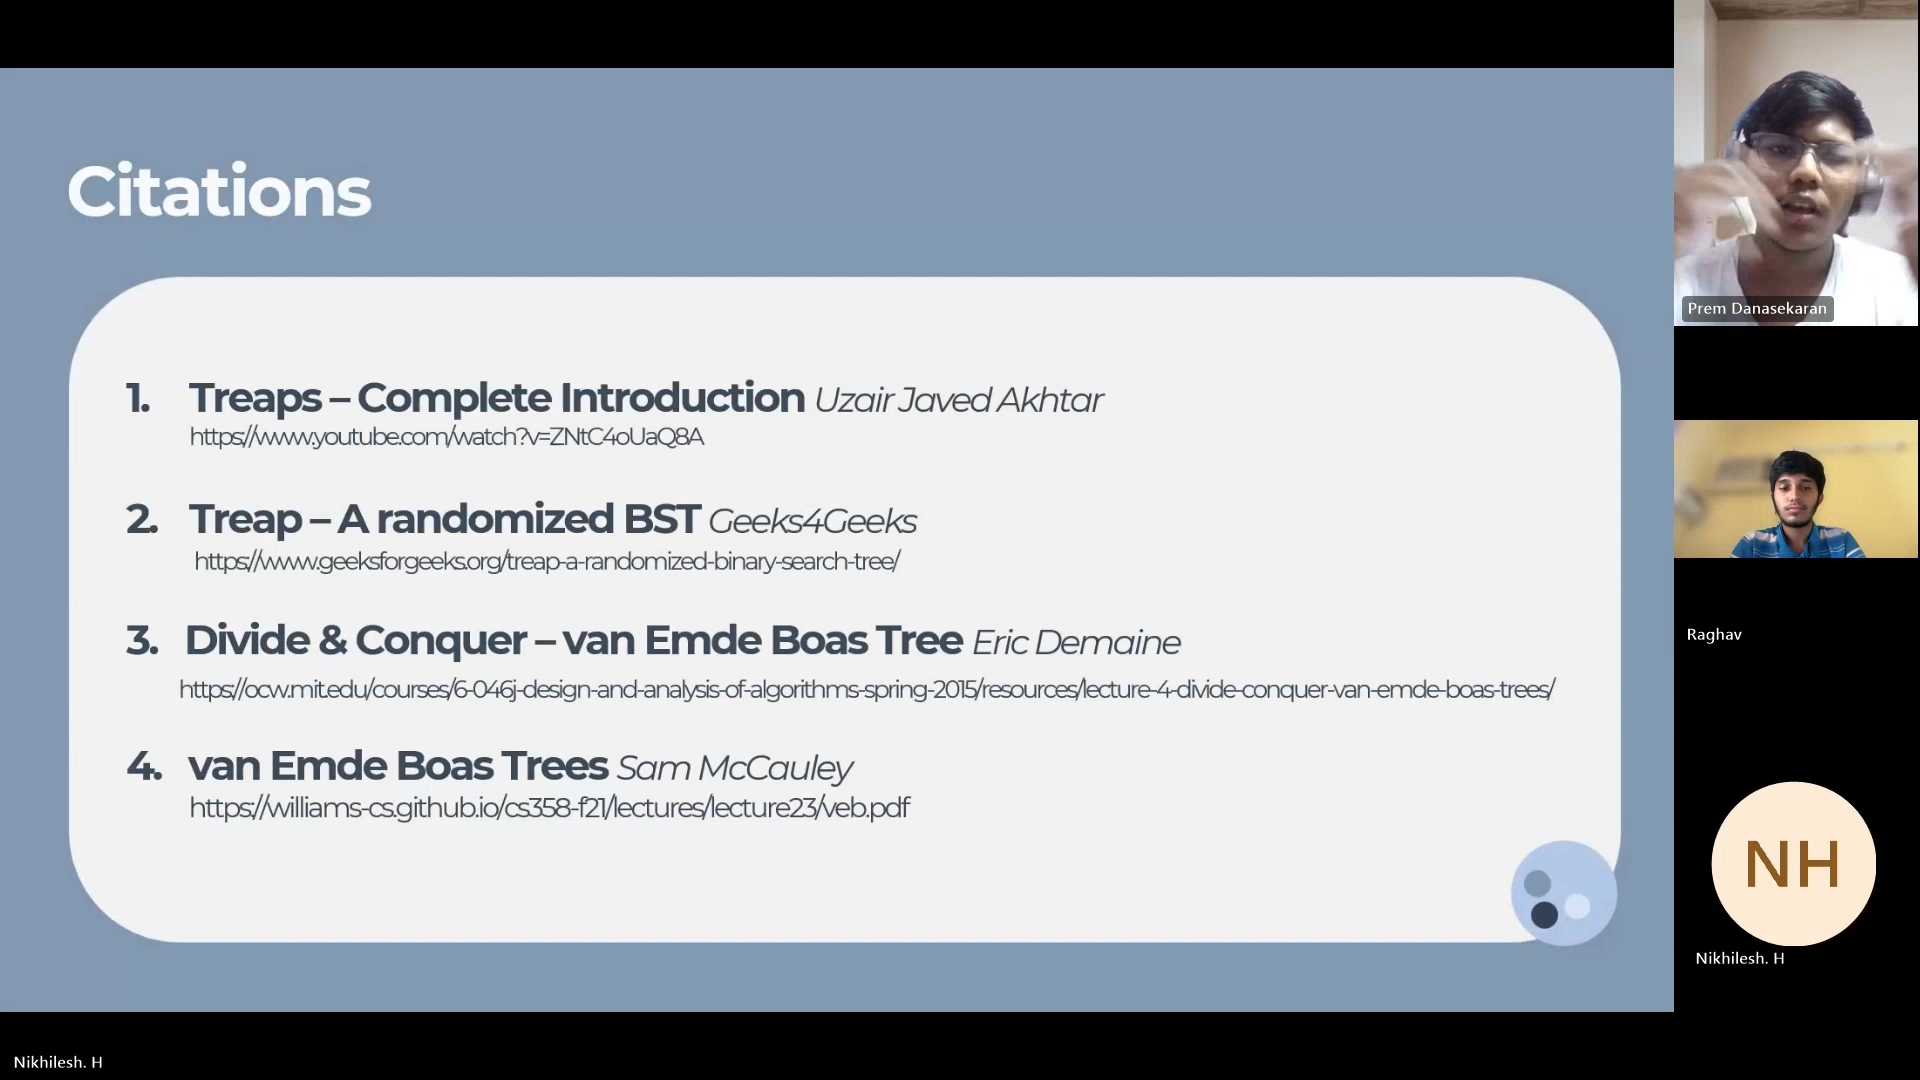 Citations
1. Treaps – Complete Introduction Uzair Javed Akhtar
https://www.youtube.com/watch?v=ZNtC4oUaQ8A
2. Treap – A randomized BST Geeks4Geeks
https://www.geeksforgeeks.org/treap-a-randomized-binary-search-tree/
3. Divide & Conquer – van Emde Boas Tree Eric Demaine
https://ocw.mit.edu/courses/6-046j-design-and-analysis-of-algorithms-spring-2015/resources/lecture-4-divide-conquer-van-emde-boas-trees/
4. van Emde Boas Trees Sam McCauley
https://williams-cs.github.io/cs358-f21/lectures/lecture23/veb.pdf
Prem Danasekaran
Raghav
NH
Nikhilesh. H
Nikhilesh. H